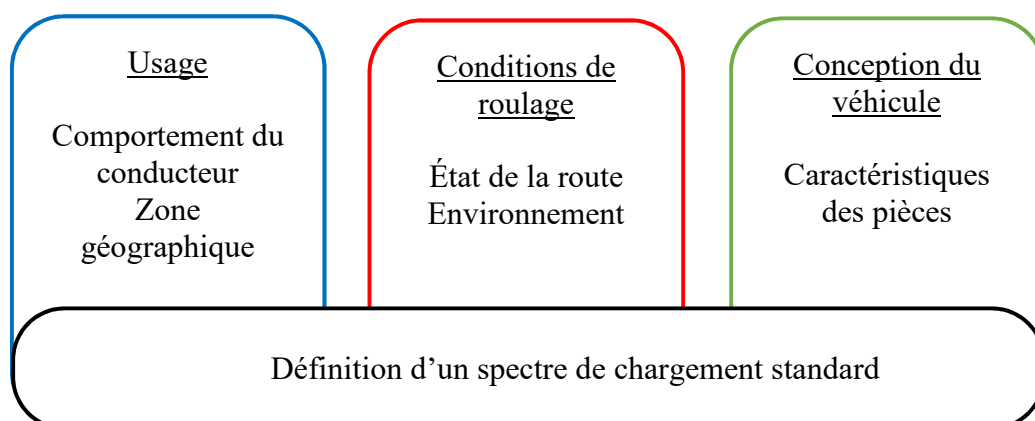 Usage
Comportement du
conducteur
Zone
géographique
Conditions de
roulage
État de la route
Environnement
Conception du
véhicule
Caractéristiques
des pièces
Définition d’un spectre de chargement standard